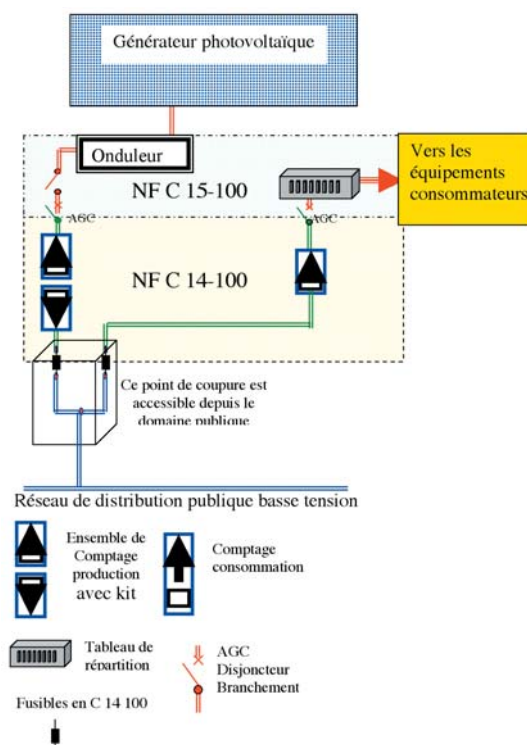 Générateur photovoltaïque
Onduleur
Vers les
équipements
consommateurs
NF C 15-100
AGC
AGC
NF C 14-100
Ce point de coupure est
accessible depuis le
domaine publique
Réseau de distribution publique basse tension
Ensemble de
Comptage
production
avec kit
Comptage
consommation
Tableau de
répartition
AGC
Disjoncteur
Branchement
Fusibles en C 14 100